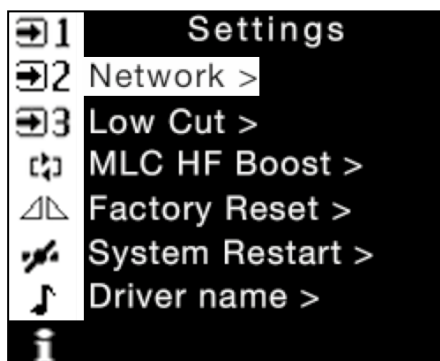 1 Settings
2 Network >
3 Low Cut >
MLC HF Boost >
Factory Reset >
System Restart >
Driver name >
i